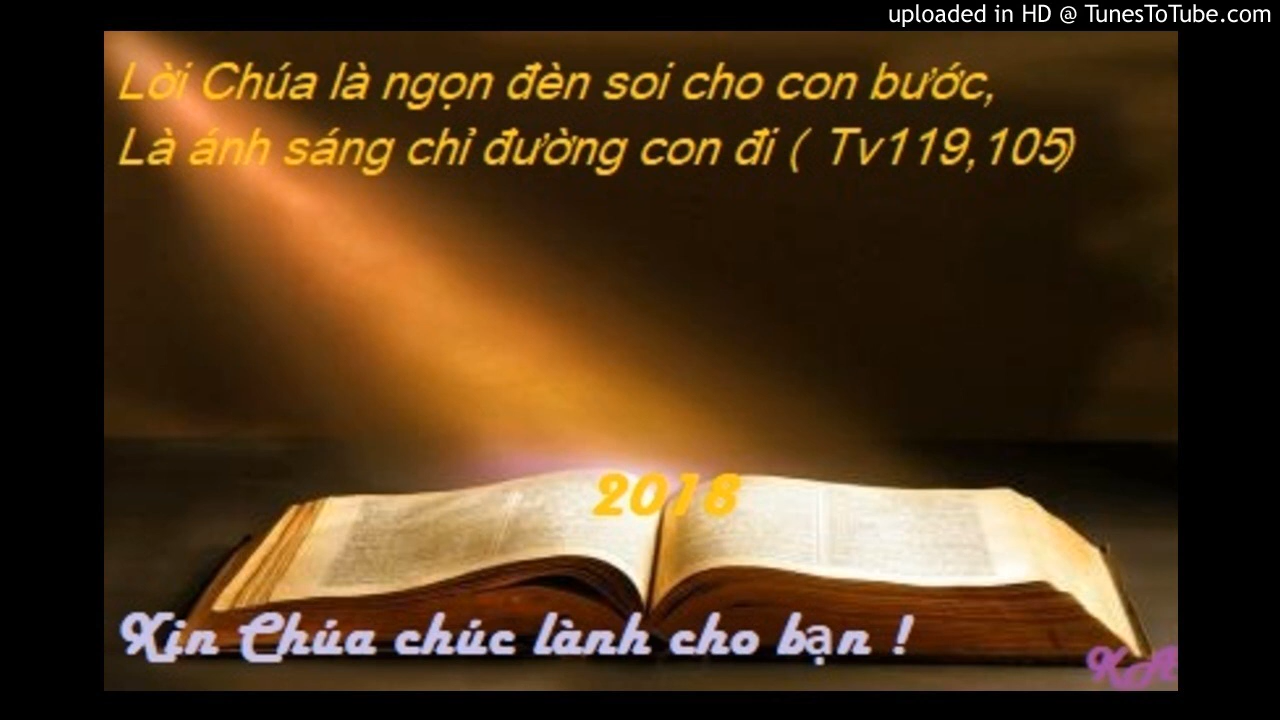 uploaded in HD @ TunesToTube.com
Lời Chúa là ngọn đèn soi cho con bước,
Là ánh sáng chỉ đường con đi ( Tv119,105)
2018
Xin Chúa chúc lành cho bạn !
KA